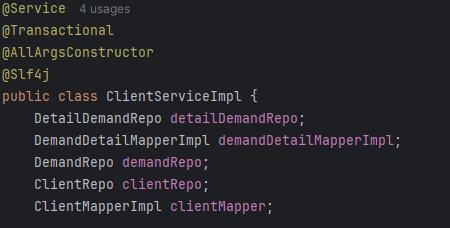 @Service 4 usages
@Transactional
@AllArgsConstructor
@Slf4j
public class ClientServiceImpl {
DetailDemandRepo detailDemandRepo;
DemandDetailMapperImpl demandDetailMapperImpl;
DemandRepo demandRepo;
ClientRepo clientRepo;
ClientMapperImpl clientMapper;